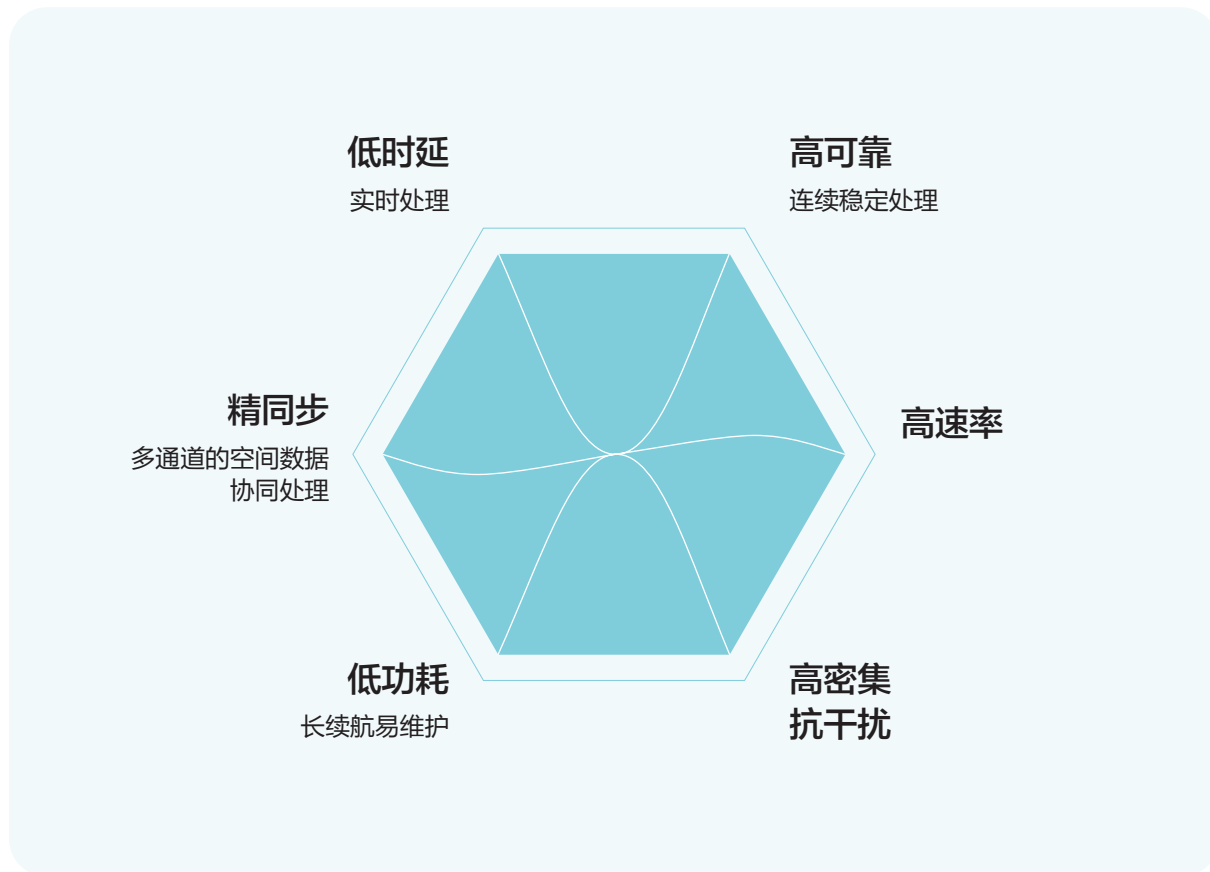 低时延
实时处理
高可靠
连续稳定处理
精同步
多通道的空间数据
协同处理
高速率
低功耗
长续航易维护
高密集
抗干扰